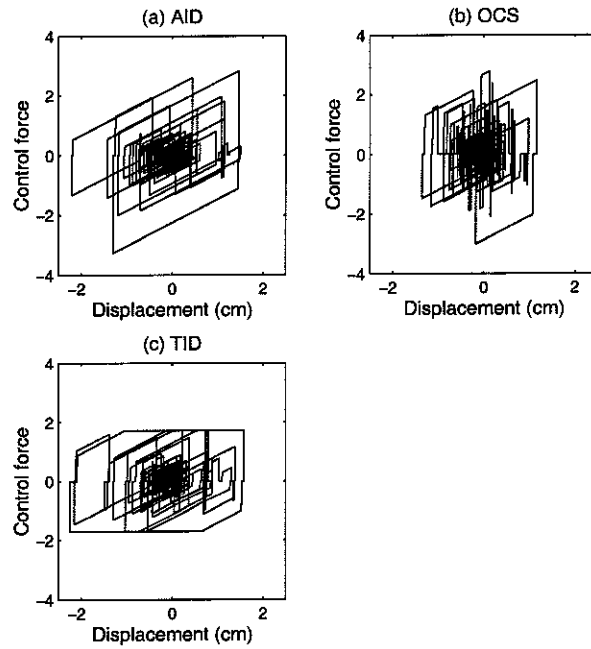 (a) AID
(b) OCS
4
2
0
−2
−4
Control force
−2
0
2
Displacement (cm)
4
2
0
−2
−4
Control force
−2
0
2
Displacement (cm)
(c) TID
4
2
0
−2
−4
Control force
−2
0
2
Displacement (cm)